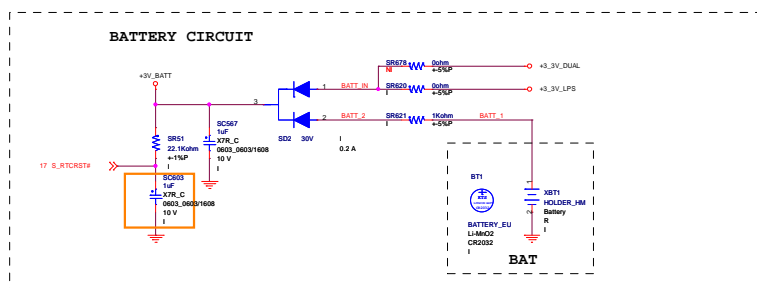 BATTERY CIRCUIT
+3V_BATT
SR678
0ohm
NI
+-5%P
+3_3V_DUAL
BATT_IN
SR620
0ohm
I
+-5%P
+3_3V_LPS
3
1
2
BATT_2
SR621
1Kohm
I
+-5%P
BATT_1
SD2 30V
I
0.2 A
SC567
1uF
X7R_C
0603_0603/1608
10 V
I
SR51
22.1Kohm
+-1%P
I
17 S_RTCRST#
SC603
1uF
X7R_C
0603_0603/1608
10 V
I
BT1
BATTERY_EU
Li-MnO2
CR2032
I
1
2
XBT1
HOLDER_HM
Battery
R
I
BAT